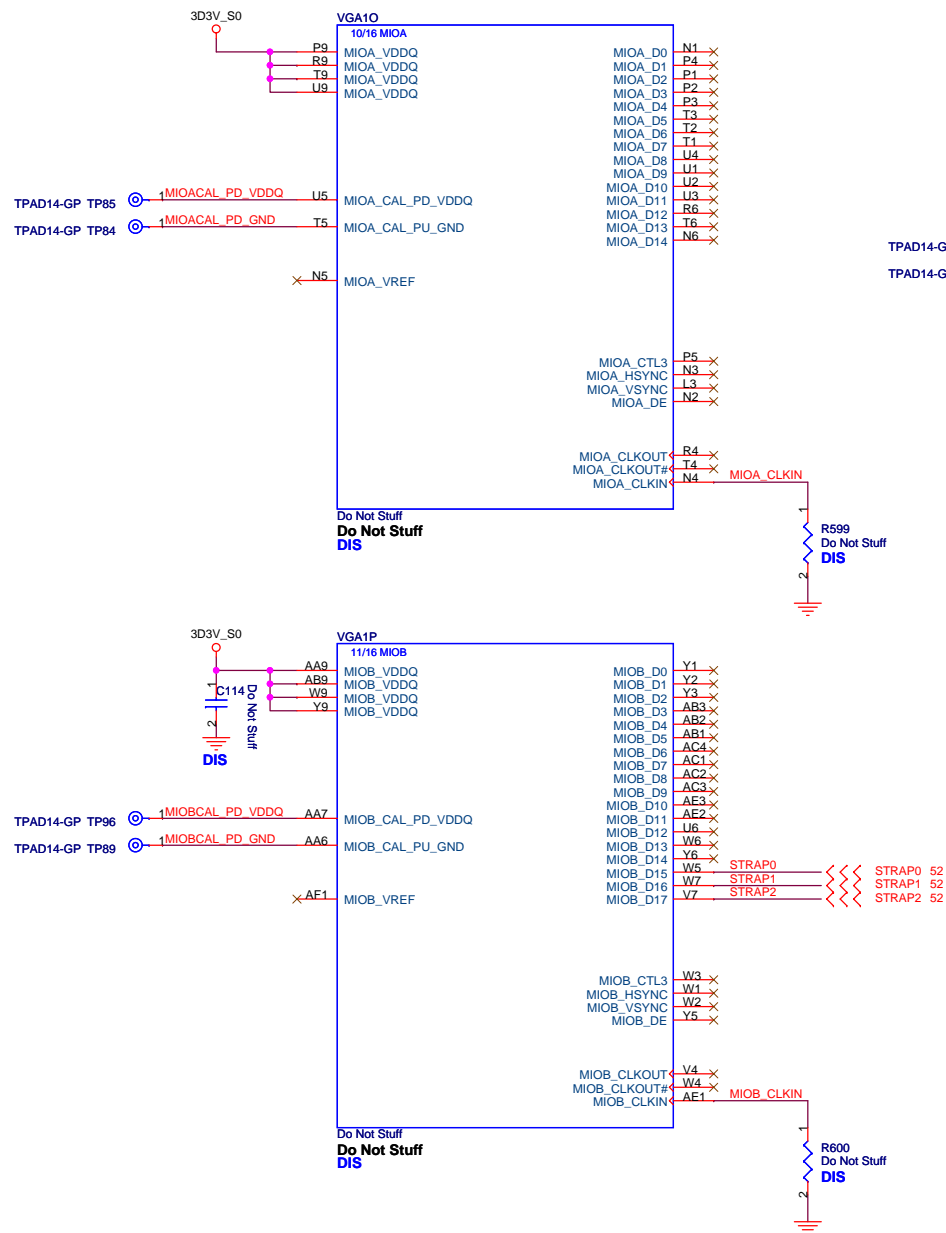 3D3V_S0
VGA1O
10/16 MIOA
P9 MIOA_VDDQ
R9 MIOA_VDDQ
T9 MIOA_VDDQ
U9 MIOA_VDDQ
MIOA_D0 N1
MIOA_D1 P4
MIOA_D2 P1
MIOA_D3 P2
MIOA_D4 P3
MIOA_D5 T3
MIOA_D6 T2
MIOA_D7 T1
MIOA_D8 U4
MIOA_D9 U1
MIOA_D10 U2
MIOA_D11 U3
MIOA_D12 R6
MIOA_D13 T6
MIOA_D14 N6
TPAD14-GP TP85 1 MIOACAL_PD_VDDQ U5 MIOA_CAL_PD_VDDQ
TPAD14-GP TP84 1 MIOACAL_PD_GND T5 MIOA_CAL_PU_GND
N5 MIOA_VREF
TPAD14-G
TPAD14-G
MIOA_CTL3 P5
MIOA_HSYNC N3
MIOA_VSYNC L3
MIOA_DE N2
MIOA_CLKOUT R4
MIOA_CLKOUT# T4
MIOA_CLKIN N4 MIOA_CLKIN
Do Not Stuff
Do Not Stuff
DIS
1
R599
Do Not Stuff
DIS
2
3D3V_S0
VGA1P
11/16 MIOB
AA9 MIOB_VDDQ
AB9 MIOB_VDDQ
W9 MIOB_VDDQ
Y9 MIOB_VDDQ
1
C114
Do Not Stuff
2
DIS
MIOB_D0 Y1
MIOB_D1 Y2
MIOB_D2 Y3
MIOB_D3 AB3
MIOB_D4 AB2
MIOB_D5 AB1
MIOB_D6 AC4
MIOB_D7 AC1
MIOB_D8 AC2
MIOB_D9 AC3
MIOB_D10 AE3
MIOB_D11 AE2
MIOB_D12 U6
MIOB_D13 W6
MIOB_D14 Y6
MIOB_D15 W5 STRAP0 STRAP0 52
MIOB_D16 W7 STRAP1 STRAP1 52
MIOB_D17 V7 STRAP2 STRAP2 52
TPAD14-GP TP96 1 MIOBCAL_PD_VDDQ AA7 MIOB_CAL_PD_VDDQ
TPAD14-GP TP89 1 MIOBCAL_PD_GND AA6 MIOB_CAL_PU_GND
AF1 MIOB_VREF
MIOB_CTL3 W3
MIOB_HSYNC W1
MIOB_VSYNC W2
MIOB_DE Y5
MIOB_CLKOUT V4
MIOB_CLKOUT# W4
MIOB_CLKIN AE1 MIOB_CLKIN
Do Not Stuff
Do Not Stuff
DIS
1
R600
Do Not Stuff
DIS
2